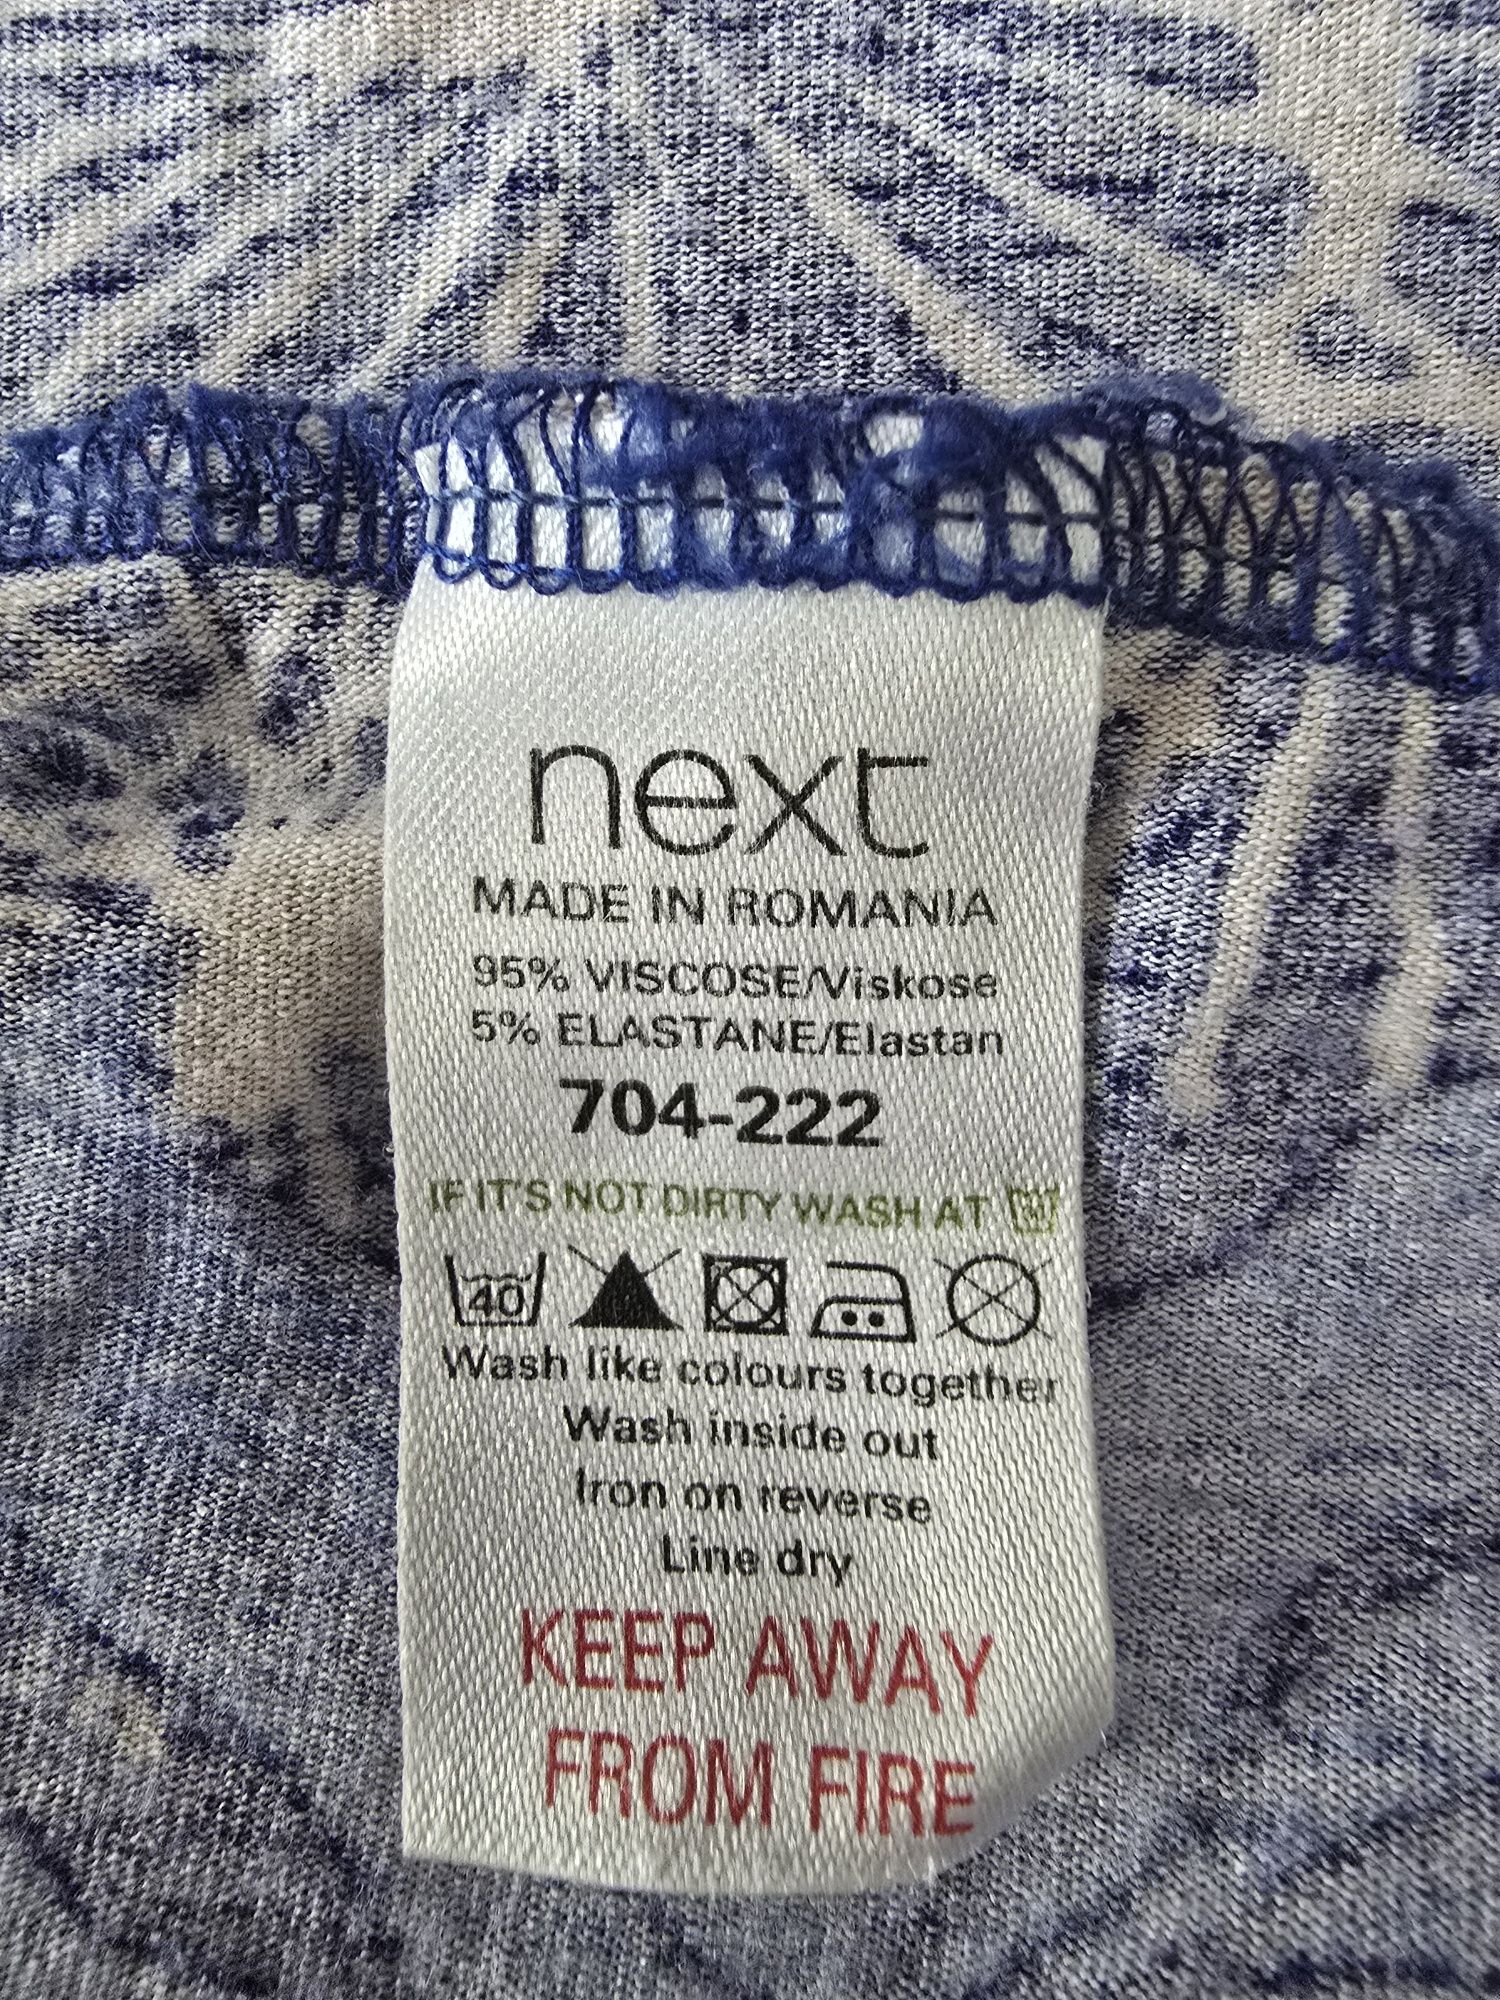 next
MADE IN ROMANIA
95% VISCOSE/Viskose
5% ELASTANE/Elastan
704-222
IF IT'S NOT DIRTY WASH AT 30
40
Wash like colours together
Wash inside out
Iron on reverse
Line dry
KEEP AWAY
FROM FIRE